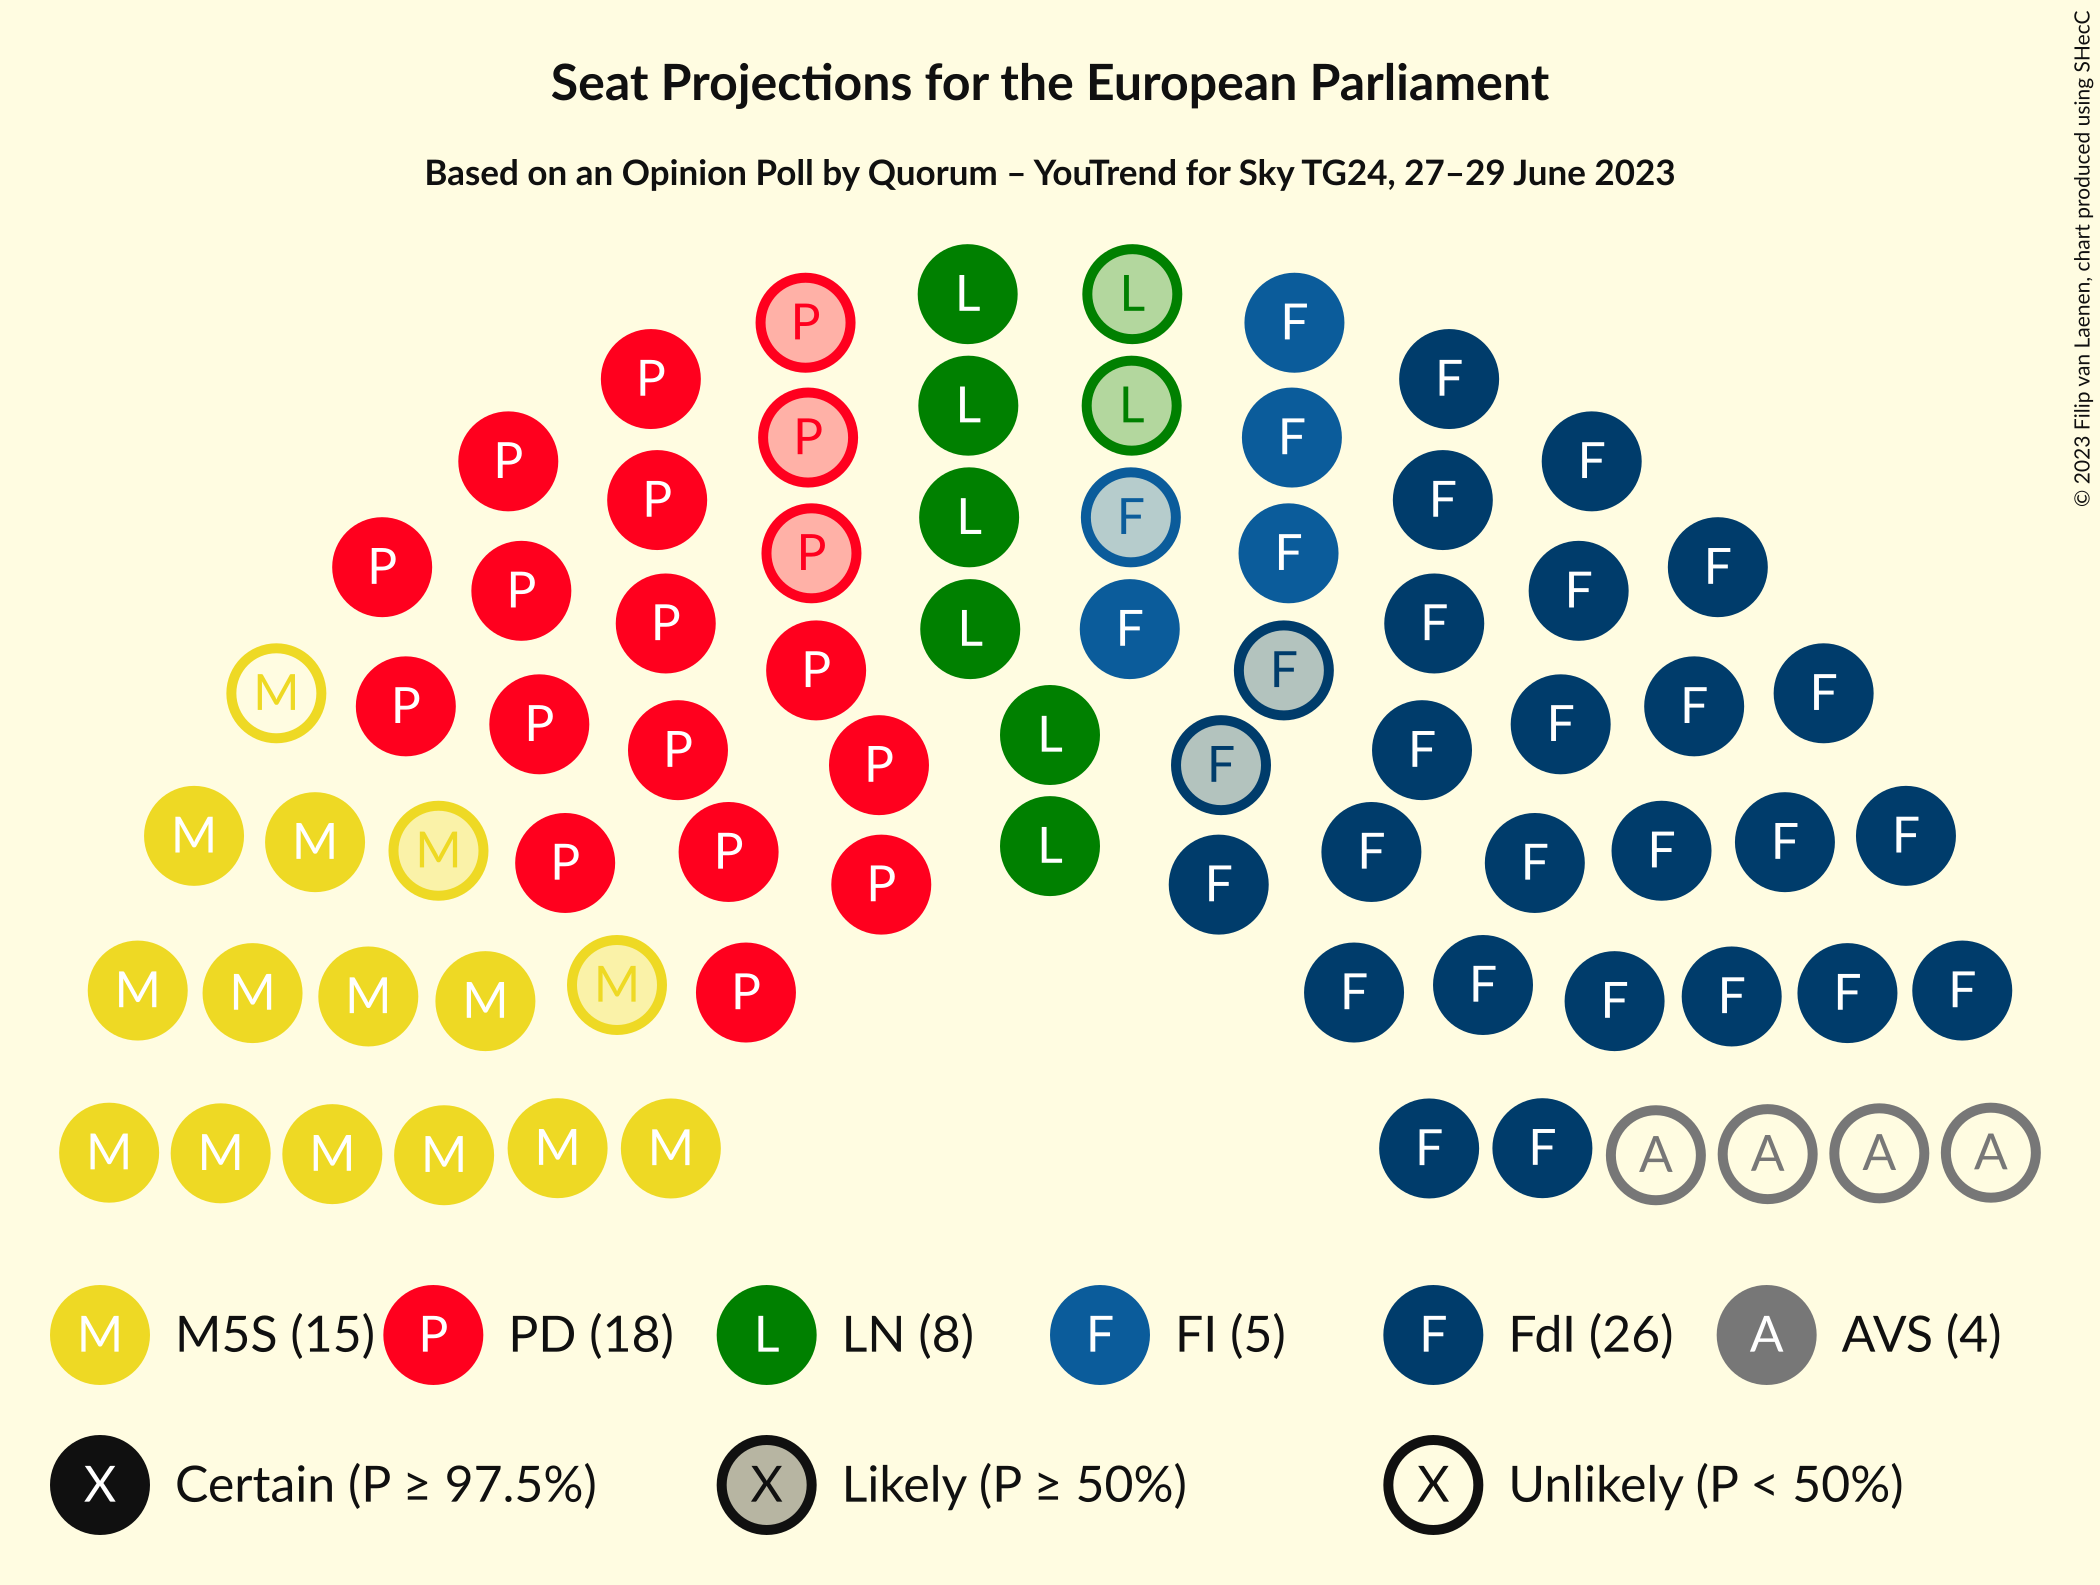 Seat Projections for the European Parliament
Based on an Opinion Poll by Quorum – YouTrend for Sky TG24, 27–29 June 2023
© 2023 Filip van Laenen, chart produced using SHecC
L L
P F
P F
L L
P F
P F
P F
P F
L F
P F
P F
P F
P F
P F
L F
P F
M F
P F
P F
L
P F
P F
M F
M F
L
M P P F F F
P F
M F
M M M M M P F F F F F F
M M M M M M F F A A A A
M M5S (15) P PD (18) L LN (8) F FI (5) F FdI (26) A AVS (4)
X Certain (P ≥ 97.5%) X Likely (P ≥ 50%) X Unlikely (P < 50%)